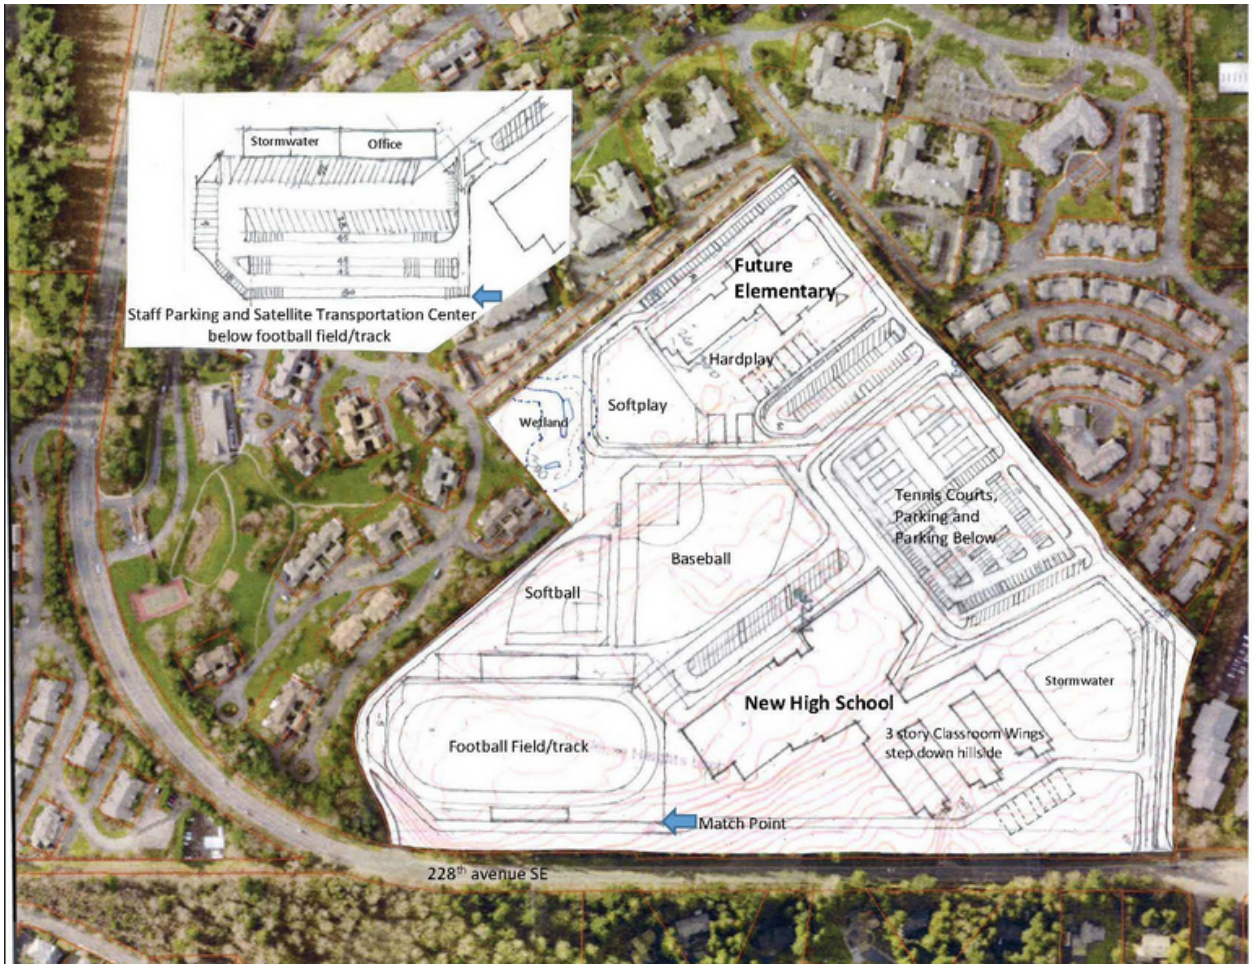 Stormwater
Office
Staff Parking and Satellite Transportation Center
below football field/track
Future
Elementary
Hardplay
Softplay
Wetland
Tennis Courts,
Parking and
Parking Below
Baseball
Softball
New High School
Stormwater
3 story Classroom Wings
step down hillside
Football Field/track
Match Point
228th avenue SE